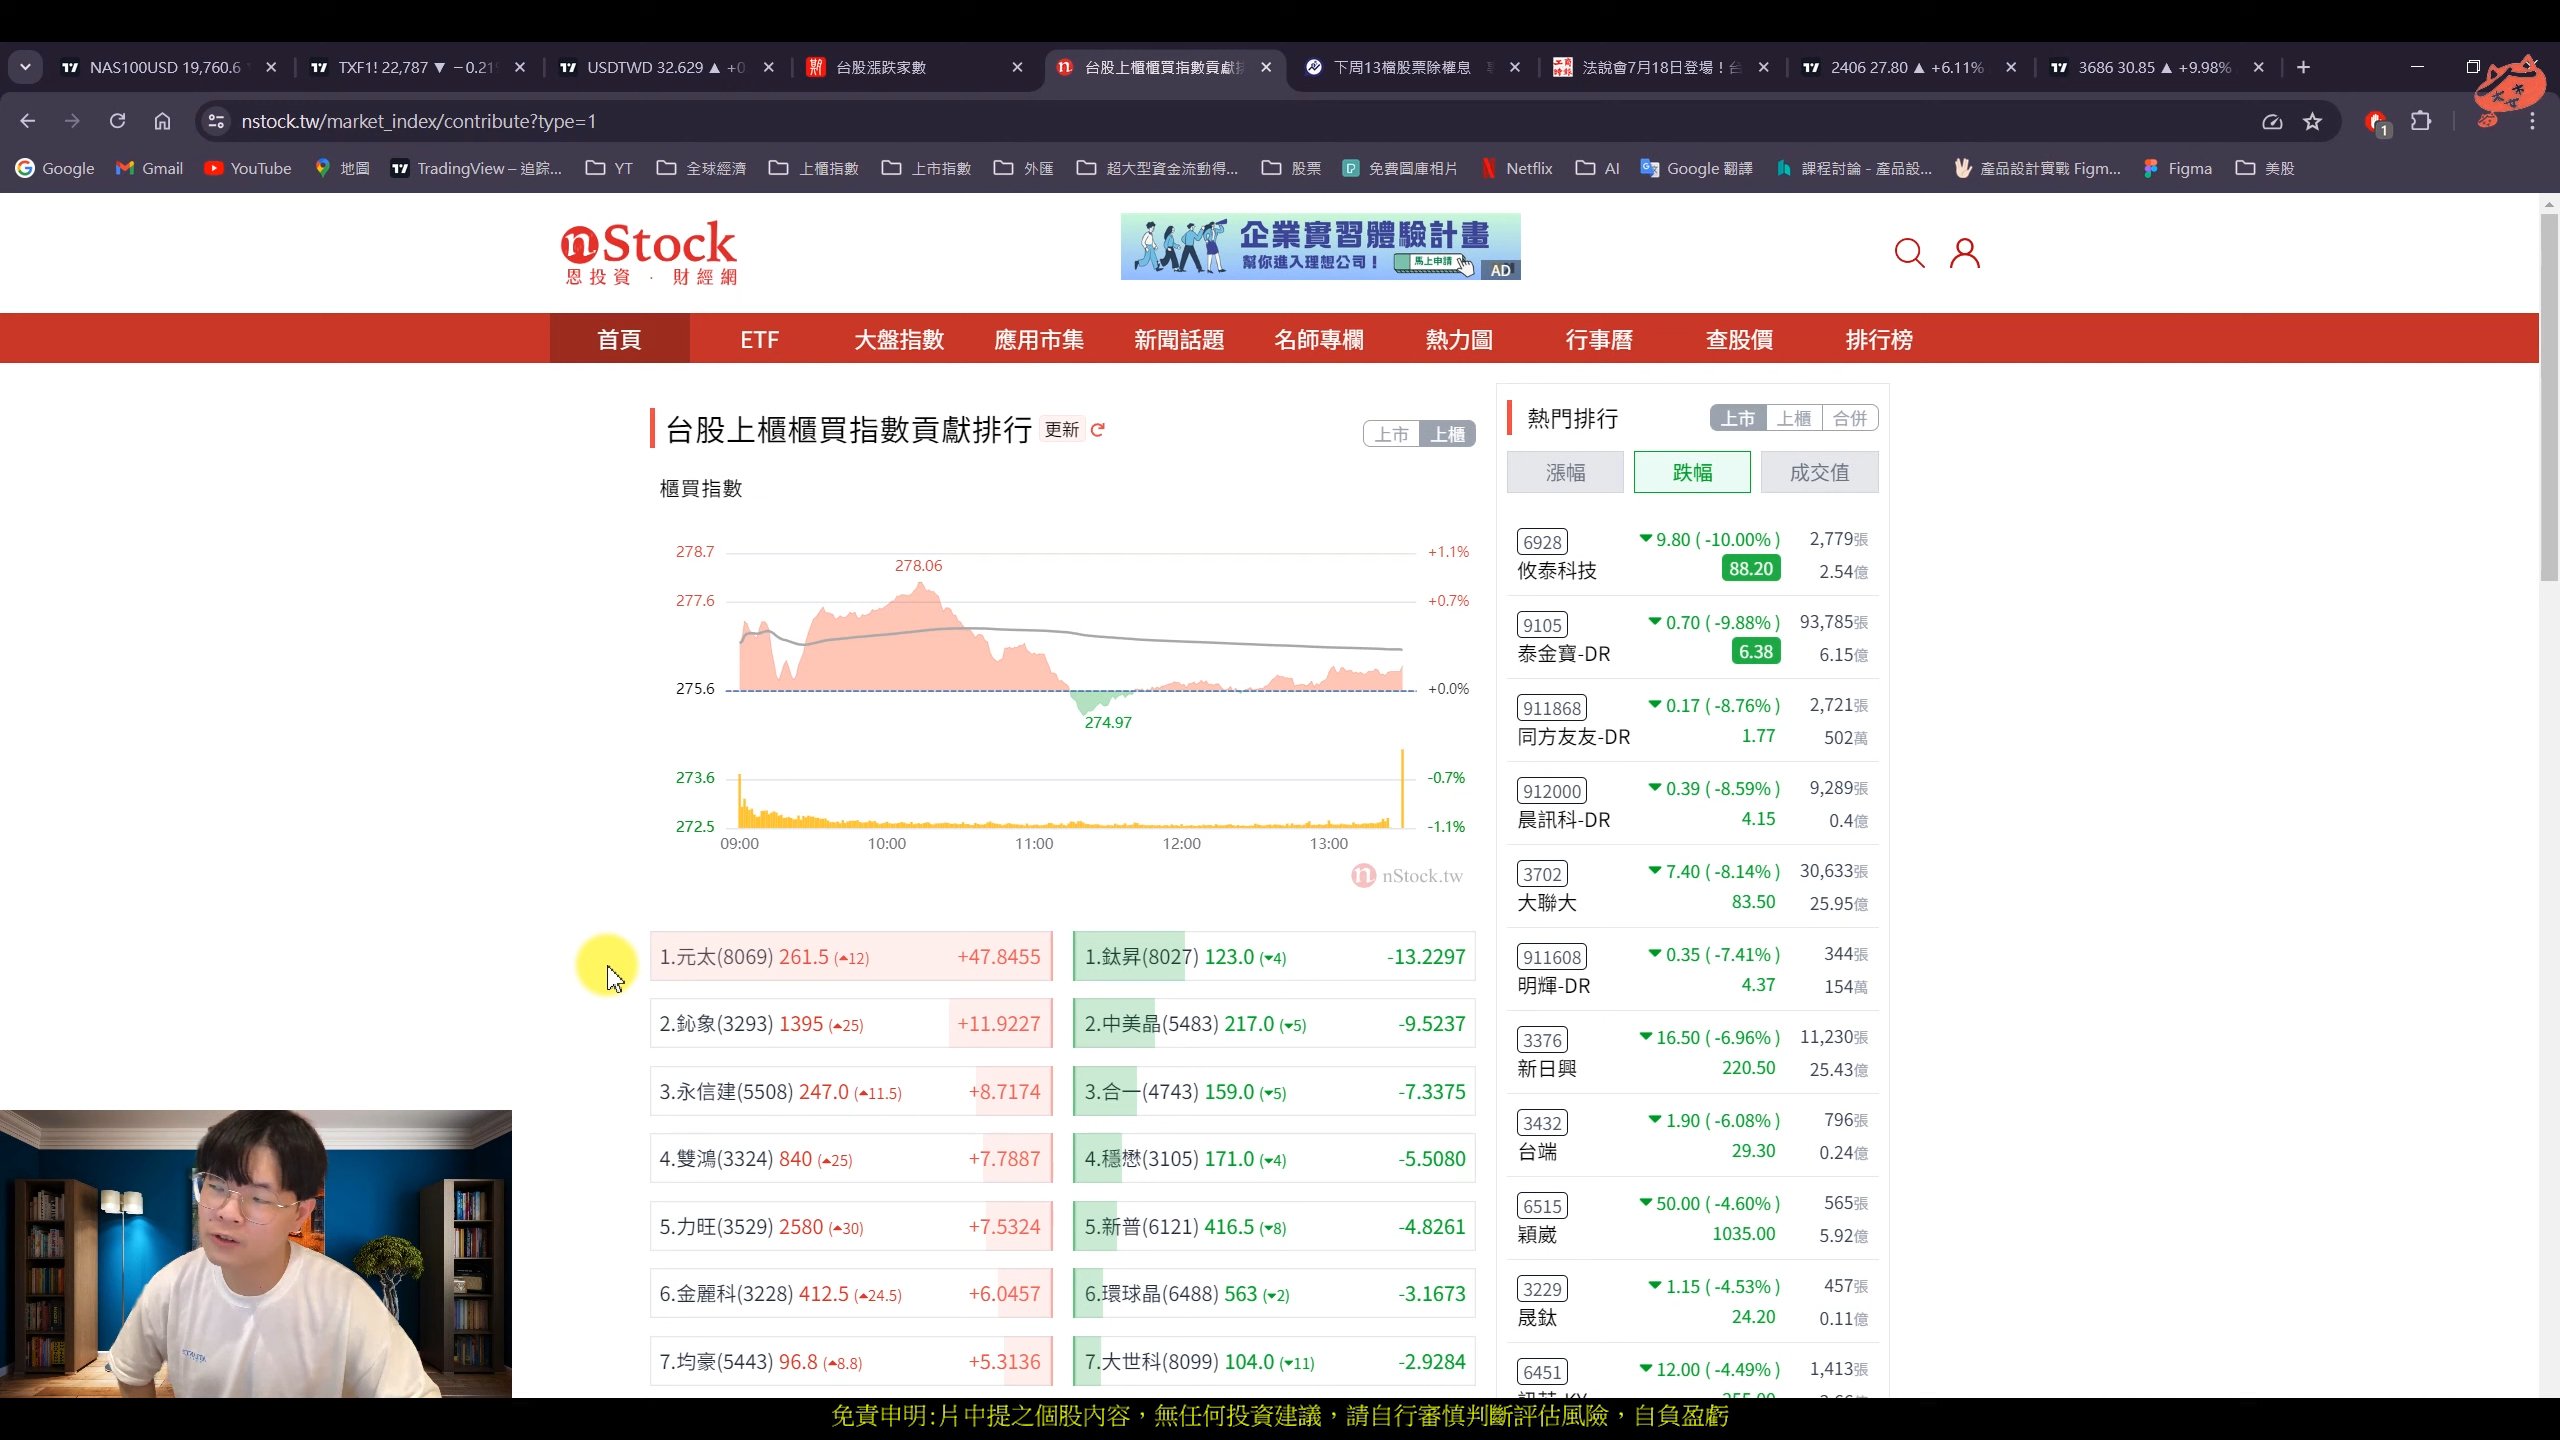 NAS100USD 19,760.6
TXF1! 22,787 ▼ −0.21
USDTWD 32.629 ▲ +0
台股漲跌家數
台股上櫃櫃買指數貢獻
下周13檔股票除權息
法說會7月18日登場！
2406 27.80 ▲ +6.11%
3686 30.85 ▲ +9.98%
nstock.tw/market_index/contribute?type=1
1
Google
Gmail
YouTube
地圖
TradingView – 追踪...
YT
全球經濟
上櫃指數
上市指數
外匯
超大型資金流動得...
股票
免費圖庫相片
Netflix
AI
Google 翻譯
課程討論 - 產品設...
產品設計實戰 Figm...
Figma
美股
nStock
恩投資 · 財經網
企業實習體驗計畫
幫你進入理想公司！
馬上申請
AD
首頁
ETF
大盤指數
應用市集
新聞話題
名師專欄
熱力圖
行事曆
查股價
排行榜
台股上櫃櫃買指數貢獻排行
更新
上市
上櫃
櫃買指數
278.7
+1.1%
278.06
277.6
+0.7%
275.6
+0.0%
274.97
273.6
-0.7%
272.5
-1.1%
09:00
10:00
11:00
12:00
13:00
nStock.tw
1.元太(8069) 261.5 (▲12) +47.8455
1.鈦昇(8027) 123.0 (▼4) -13.2297
2.鈊象(3293) 1395 (▲25) +11.9227
2.中美晶(5483) 217.0 (▼5) -9.5237
3.永信建(5508) 247.0 (▲11.5) +8.7174
3.合一(4743) 159.0 (▼5) -7.3375
4.雙鴻(3324) 840 (▲25) +7.7887
4.穩懋(3105) 171.0 (▼4) -5.5080
5.力旺(3529) 2580 (▲30) +7.5324
5.新普(6121) 416.5 (▼8) -4.8261
6.金麗科(3228) 412.5 (▲24.5) +6.0457
6.環球晶(6488) 563 (▼2) -3.1673
7.均豪(5443) 96.8 (▲8.8) +5.3136
7.大世科(8099) 104.0 (▼11) -2.9284
熱門排行
上市
上櫃
合併
漲幅
跌幅
成交值
6928 ▼ 9.80 ( -10.00% ) 2,779張
攸泰科技 88.20 2.54億
9105 ▼ 0.70 ( -9.88% ) 93,785張
泰金寶-DR 6.38 6.15億
911868 ▼ 0.17 ( -8.76% ) 2,721張
同方友友-DR 1.77 502萬
912000 ▼ 0.39 ( -8.59% ) 9,289張
晨訊科-DR 4.15 0.4億
3702 ▼ 7.40 ( -8.14% ) 30,633張
大聯大 83.50 25.95億
911608 ▼ 0.35 ( -7.41% ) 344張
明輝-DR 4.37 154萬
3376 ▼ 16.50 ( -6.96% ) 11,230張
新日興 220.50 25.43億
3432 ▼ 1.90 ( -6.08% ) 796張
台端 29.30 0.24億
6515 ▼ 50.00 ( -4.60% ) 565張
穎崴 1035.00 5.92億
3229 ▼ 1.15 ( -4.53% ) 457張
晟鈦 24.20 0.11億
6451 ▼ 12.00 ( -4.49% ) 1,413張
免責申明:片中提之個股內容，無任何投資建議，請自行審慎判斷評估風險，自負盈虧